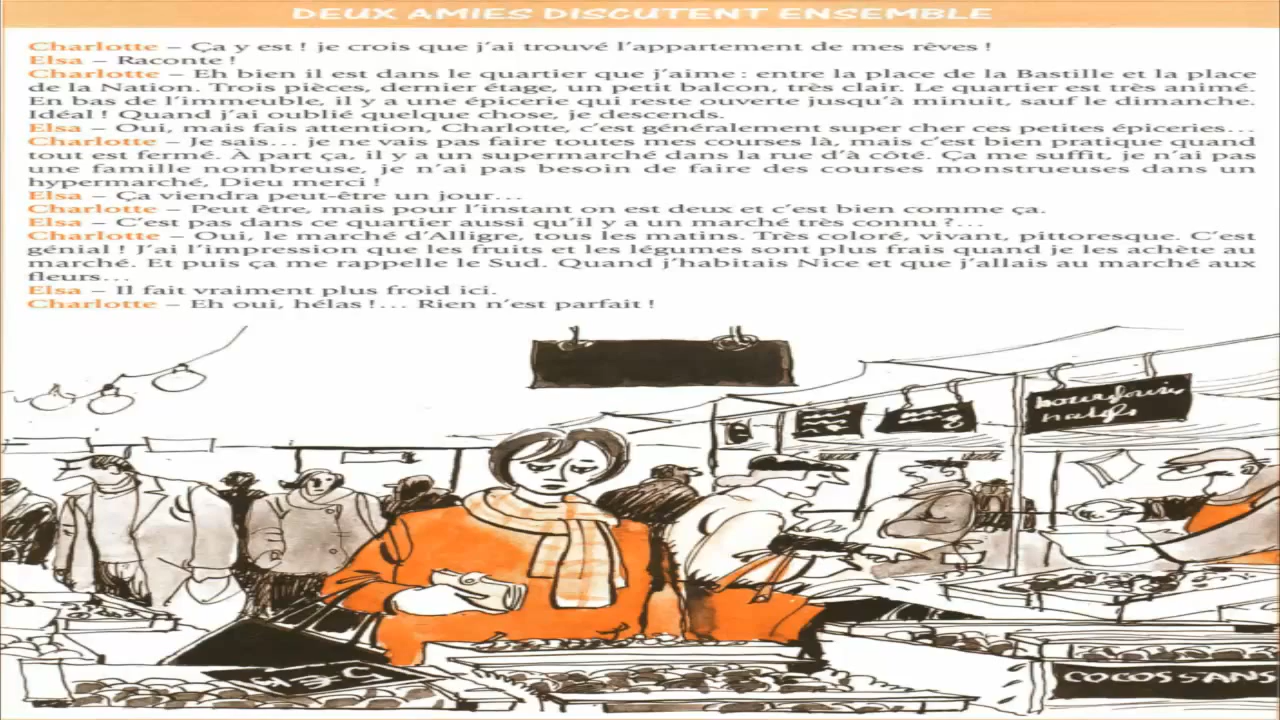 DEUX AMIES DISCUTENT ENSEMBLE
Charlotte – Ça y est ! je crois que j'ai trouvé l'appartement de mes rêves !
Elsa – Raconte !
Charlotte – Eh bien il est dans le quartier que j'aime : entre la place de la Bastille et la place
de la Nation. Trois pièces, dernier étage, un petit balcon, très clair. Le quartier est très animé.
En bas de l'immeuble, il y a une épicerie qui reste ouverte jusqu'à minuit, sauf le dimanche.
Idéal ! Quand j'ai oublié quelque chose, je descends.
Elsa – Oui, mais fais attention, Charlotte, c'est généralement super cher ces petites épiceries…
Charlotte – Je sais… je ne vais pas faire toutes mes courses là, mais c'est bien pratique quand
tout est fermé. À part ça, il y a un supermarché dans la rue d'à côté. Ça me suffit, je n'ai pas
une famille nombreuse, je n'ai pas besoin de faire des courses monstrueuses dans un
hypermarché, Dieu merci !
Elsa – Ça viendra peut-être un jour…
Charlotte – Peut être, mais pour l'instant on est deux et c'est bien comme ça.
Elsa – C'est pas dans ce quartier aussi qu'il y a un marché très connu ?…
Charlotte – Oui, le marché d'Alligre, tous les matins. Très coloré, vivant, pittoresque. C'est
génial ! J'ai l'impression que les fruits et les légumes sont plus frais quand je les achète au
marché. Et puis ça me rappelle le Sud. Quand j'habitais Nice et que j'allais au marché aux
fleurs…
Elsa – Il fait vraiment plus froid ici.
Charlotte – Eh oui, hélas !… Rien n'est parfait !
COCOS SANS